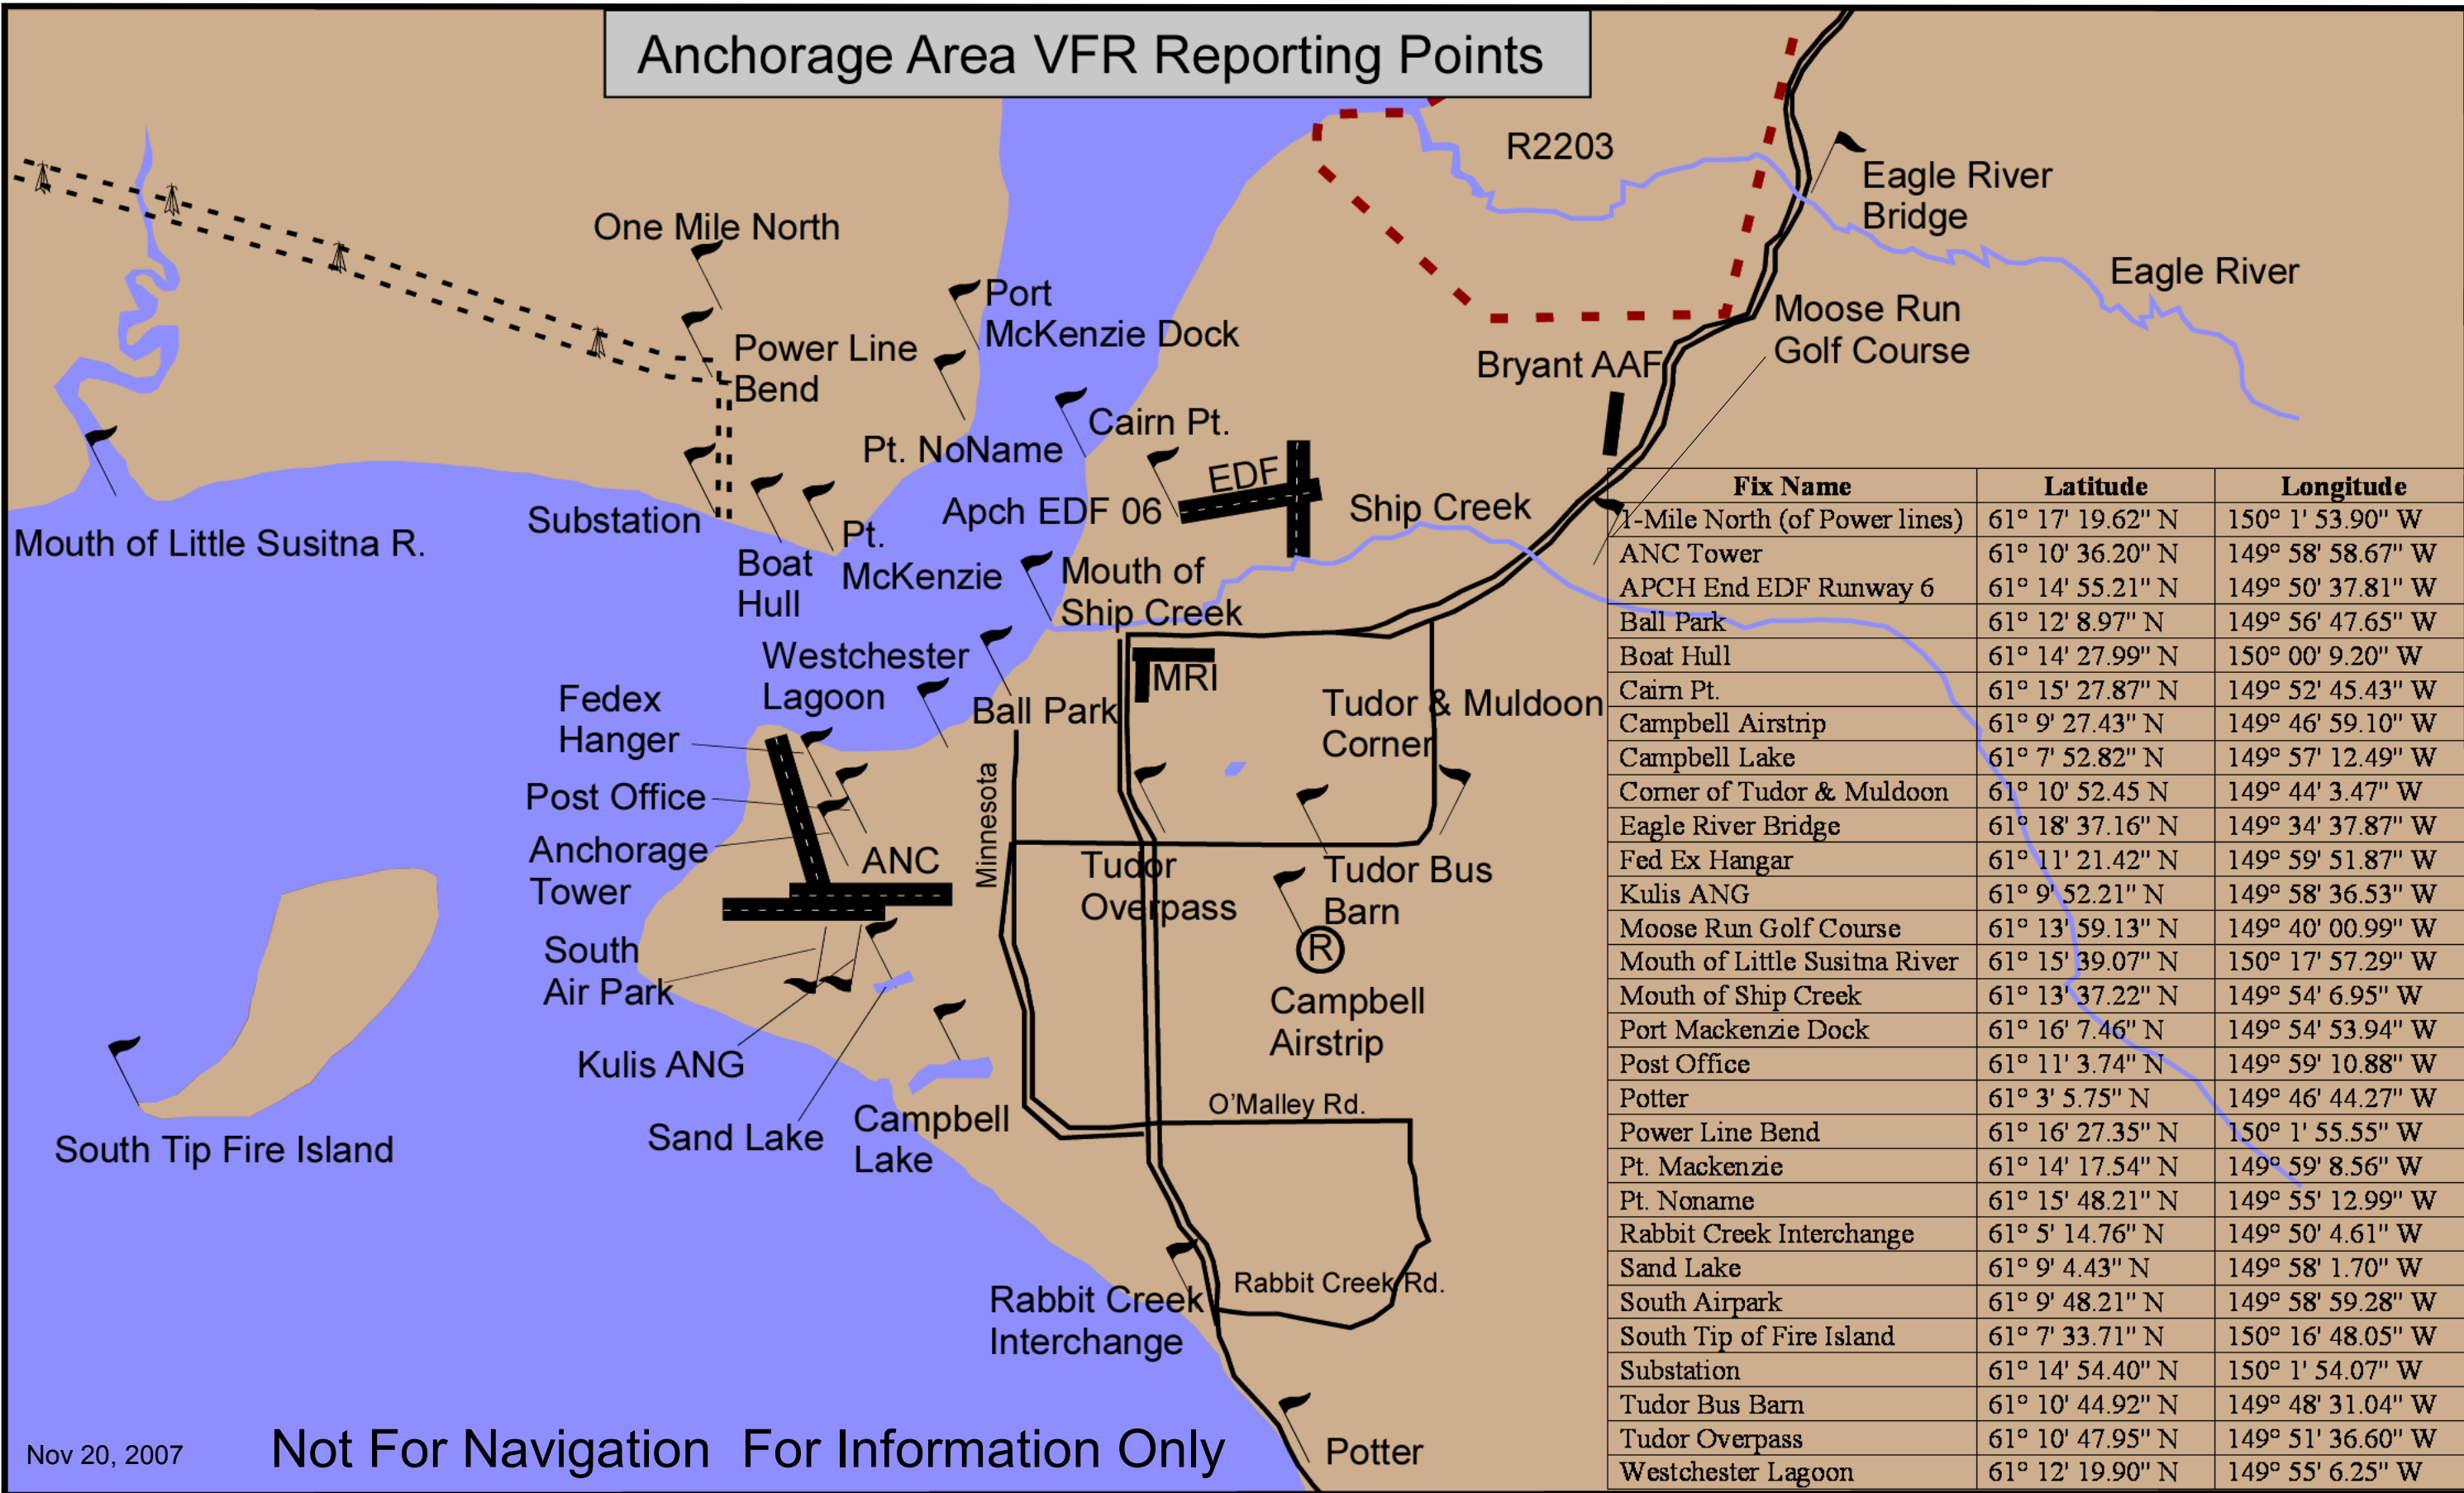 Anchorage Area VFR Reporting Points
R2203
Eagle River
Bridge
Eagle River
One Mile North
Port
McKenzie Dock
Moose Run
Golf Course
Power Line
Bend
Bryant AAF
Cairn Pt.
Pt. NoName
EDF
Apch EDF 06
Ship Creek
Substation
Mouth of Little Susitna R.
Boat
Hull
Pt.
McKenzie
Mouth of
Ship Creek
Westchester
Lagoon
MRI
Ball Park
Fedex
Hanger
Tudor & Muldoon
Corner
Post Office
Minnesota
Anchorage
Tower
ANC
Tudor
Overpass
Tudor Bus
Barn
R
South
Air Park
Campbell
Airstrip
Kulis ANG
Sand Lake
Campbell
Lake
O'Malley Rd.
South Tip Fire Island
Rabbit Creek
Interchange
Rabbit Creek Rd.
Potter
Nov 20, 2007
Not For Navigation For Information Only
Fix Name Latitude Longitude
1-Mile North (of Power lines) 61° 17' 19.62" N 150° 1' 53.90" W
ANC Tower 61° 10' 36.20" N 149° 58' 58.67" W
APCH End EDF Runway 6 61° 14' 55.21" N 149° 50' 37.81" W
Ball Park 61° 12' 8.97" N 149° 56' 47.65" W
Boat Hull 61° 14' 27.99" N 150° 00' 9.20" W
Cairn Pt. 61° 15' 27.87" N 149° 52' 45.43" W
Campbell Airstrip 61° 9' 27.43" N 149° 46' 59.10" W
Campbell Lake 61° 7' 52.82" N 149° 57' 12.49" W
Corner of Tudor & Muldoon 61° 10' 52.45 N 149° 44' 3.47" W
Eagle River Bridge 61° 18' 37.16" N 149° 34' 37.87" W
Fed Ex Hangar 61° 11' 21.42" N 149° 59' 51.87" W
Kulis ANG 61° 9' 52.21" N 149° 58' 36.53" W
Moose Run Golf Course 61° 13' 59.13" N 149° 40' 00.99" W
Mouth of Little Susitna River 61° 15' 39.07" N 150° 17' 57.29" W
Mouth of Ship Creek 61° 13' 37.22" N 149° 54' 6.95" W
Port Mackenzie Dock 61° 16' 7.46" N 149° 54' 53.94" W
Post Office 61° 11' 3.74" N 149° 59' 10.88" W
Potter 61° 3' 5.75" N 149° 46' 44.27" W
Power Line Bend 61° 16' 27.35" N 150° 1' 55.55" W
Pt. Mackenzie 61° 14' 17.54" N 149° 59' 8.56" W
Pt. Noname 61° 15' 48.21" N 149° 55' 12.99" W
Rabbit Creek Interchange 61° 5' 14.76" N 149° 50' 4.61" W
Sand Lake 61° 9' 4.43" N 149° 58' 1.70" W
South Airpark 61° 9' 48.21" N 149° 58' 59.28" W
South Tip of Fire Island 61° 7' 33.71" N 150° 16' 48.05" W
Substation 61° 14' 54.40" N 150° 1' 54.07" W
Tudor Bus Barn 61° 10' 44.92" N 149° 48' 31.04" W
Tudor Overpass 61° 10' 47.95" N 149° 51' 36.60" W
Westchester Lagoon 61° 12' 19.90" N 149° 55' 6.25" W